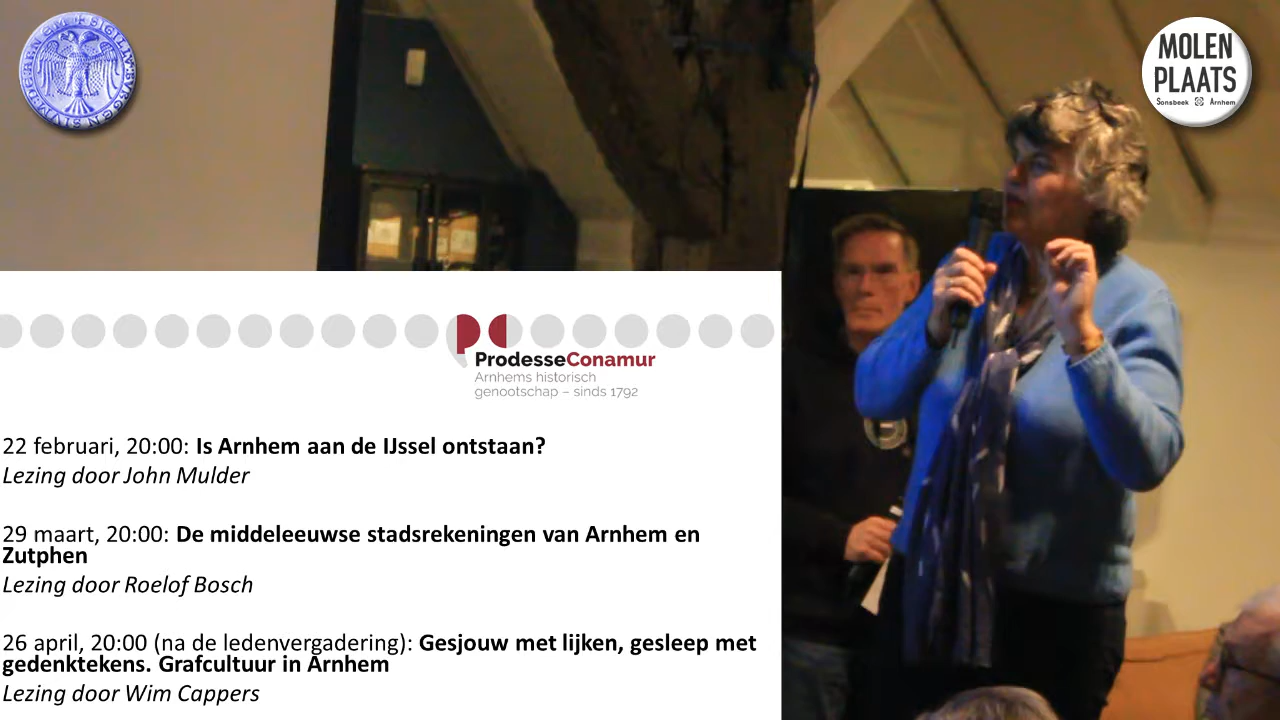 MOLEN
PLAATS
Sonsbeek Arnhem
ProdesseConamur
Arnhems historisch
genootschap – sinds 1792
22 februari, 20:00: Is Arnhem aan de IJssel ontstaan?
Lezing door John Mulder
29 maart, 20:00: De middeleeuwse stadsrekeningen van Arnhem en
Zutphen
Lezing door Roelof Bosch
26 april, 20:00 (na de ledenvergadering): Gesjouw met lijken, gesleep met
gedenktekens. Grafcultuur in Arnhem
Lezing door Wim Cappers